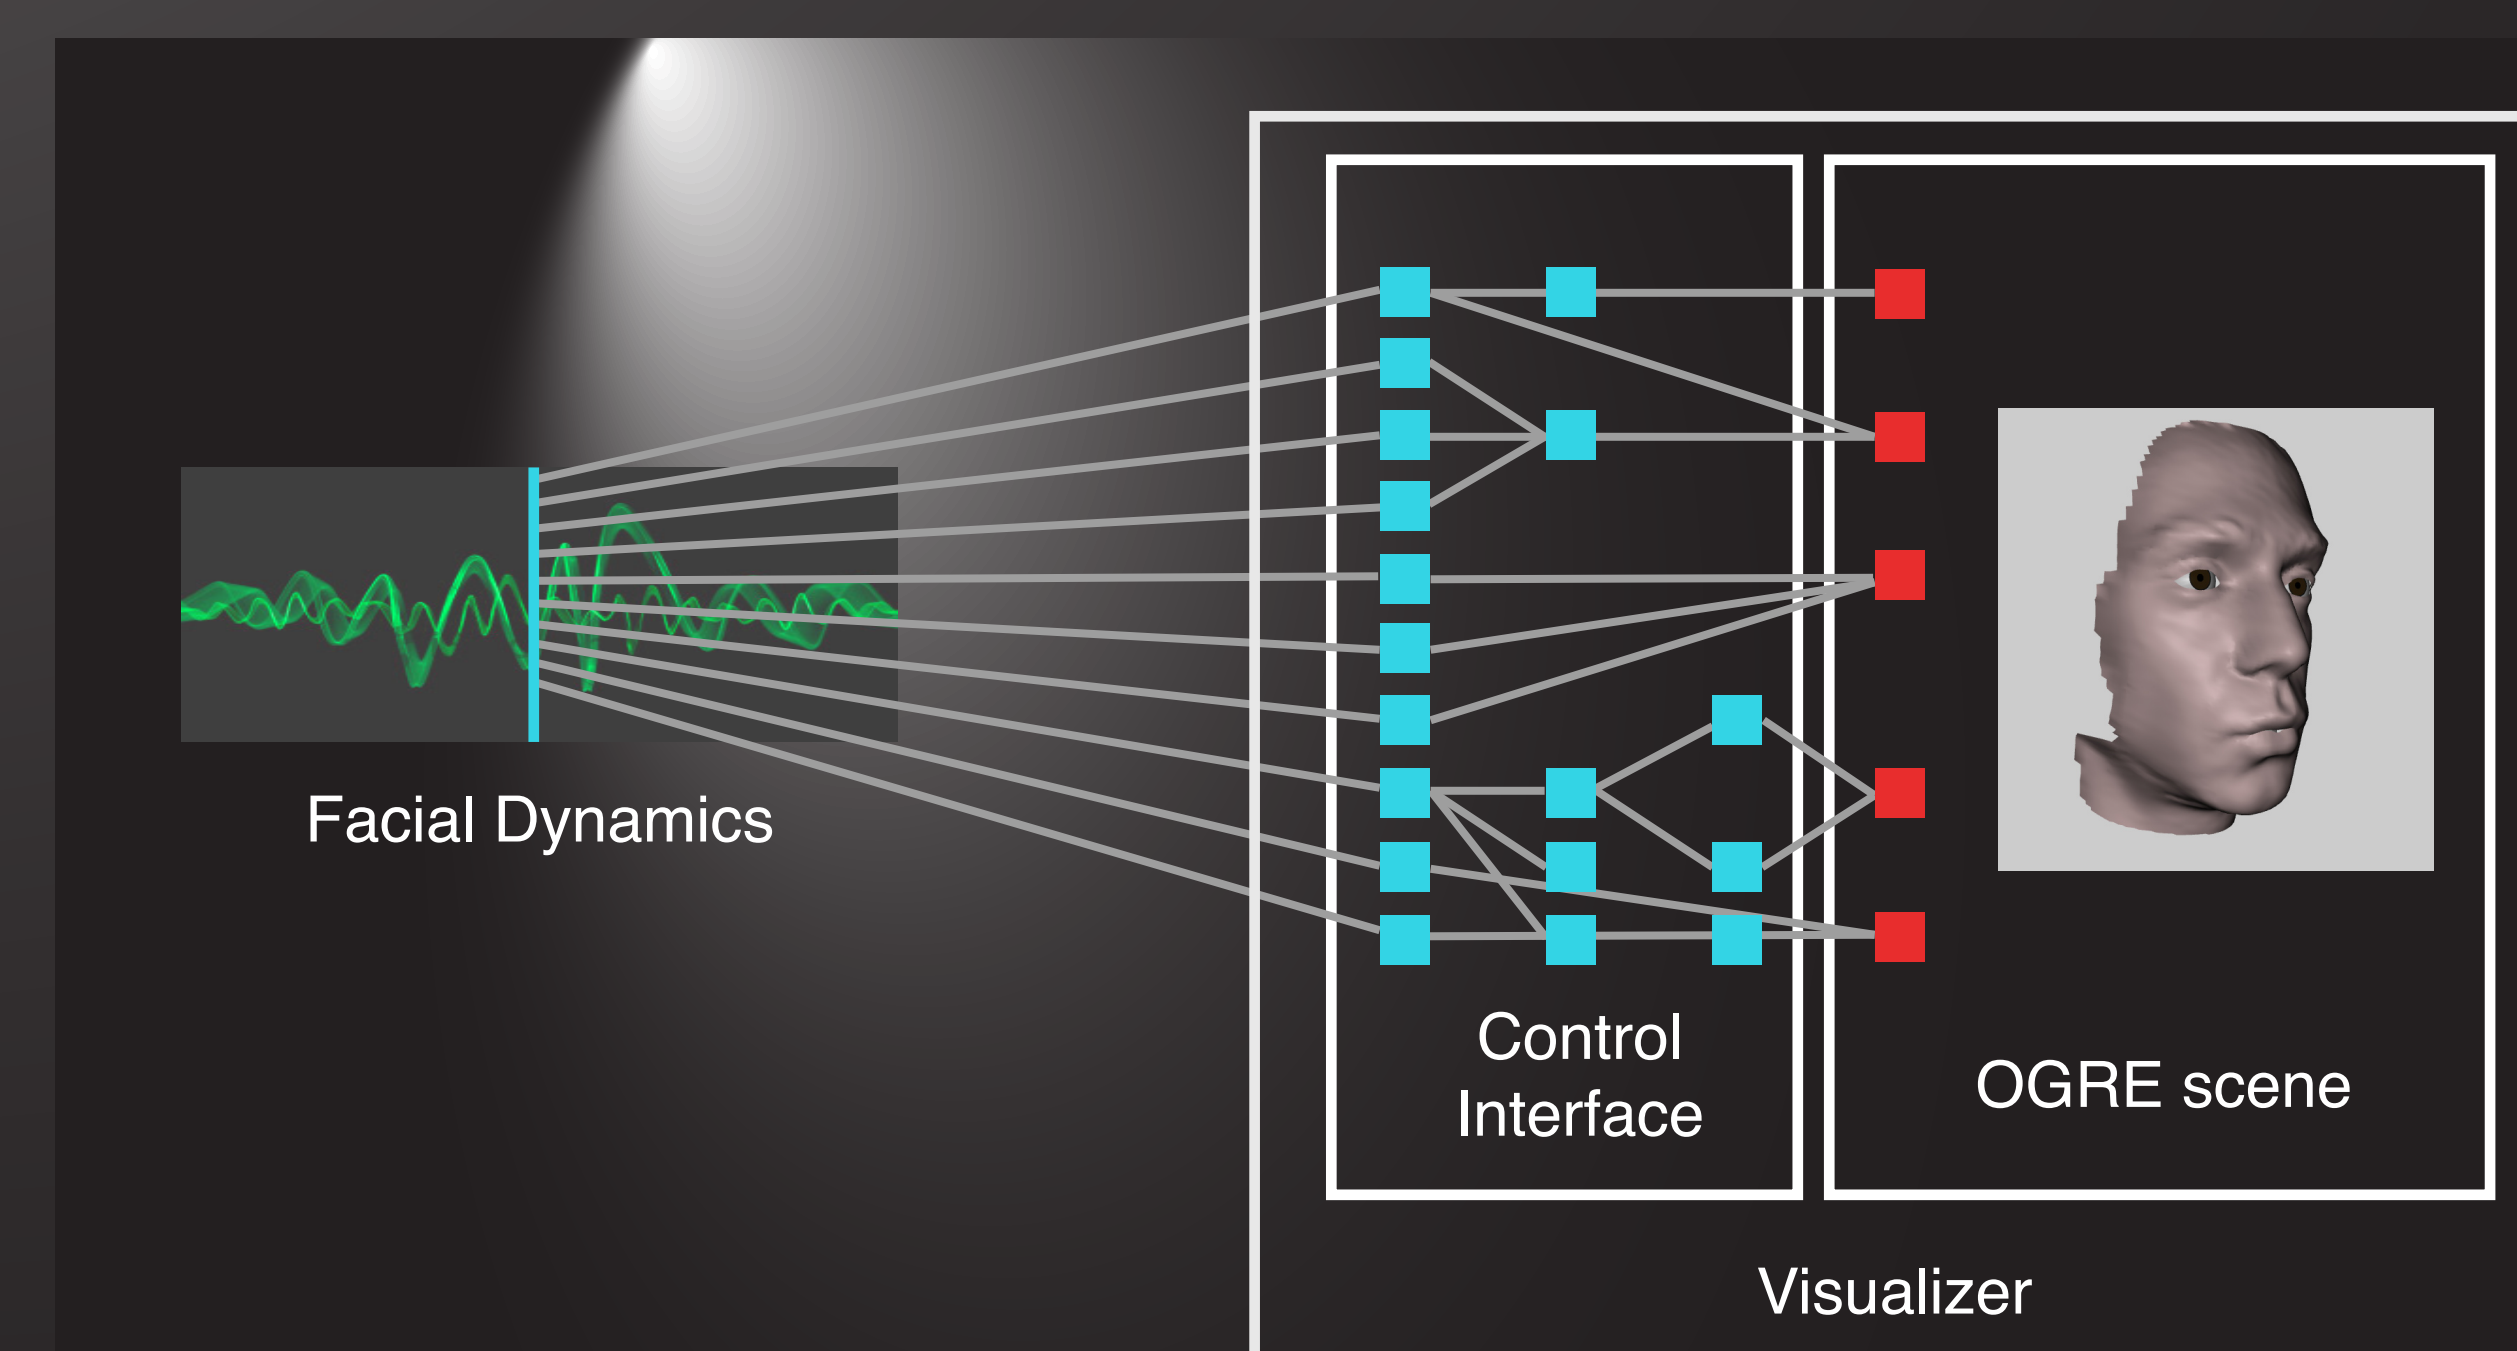 Facial Dynamics
Control
Interface
OGRE scene
Visualizer